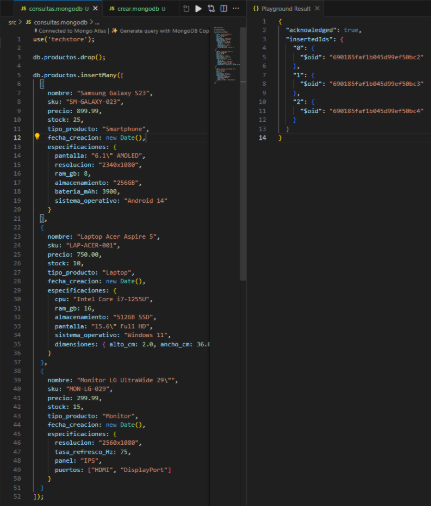 consultas.mongodb U
crear.mongodb U
Playground Result
src > consultas.mongodb > ...
Connected to Mongo Atlas | Generate query with MongoDB Cop
1 use('techstore');
2
3 db.productos.drop();
4
5 db.productos.insertMany([
6 {
7 nombre: "Samsung Galaxy S23",
8 sku: "SM-GALAXY-023",
9 precio: 899.99,
10 stock: 25,
11 tipo_producto: "Smartphone",
12 fecha_creacion: new Date(),
13 especificaciones: {
14 pantalla: "6.1\" AMOLED",
15 resolucion: "2340x1080",
16 ram_gb: 8,
17 almacenamiento: "256GB",
18 bateria_mAh: 3900,
19 sistema_operativo: "Android 14"
20 }
21 },
22 {
23 nombre: "Laptop Acer Aspire 5",
24 sku: "LAP-ACER-001",
25 precio: 750.00,
26 stock: 10,
27 tipo_producto: "Laptop",
28 fecha_creacion: new Date(),
29 especificaciones: {
30 cpu: "Intel Core i7-1255U",
31 ram_gb: 16,
32 almacenamiento: "512GB SSD",
33 pantalla: "15.6\" Full HD",
34 sistema_operativo: "Windows 11",
35 dimensiones: { alto_cm: 2.0, ancho_cm: 36.
36 }
37 },
38 {
39 nombre: "Monitor LG UltraWide 29\"",
40 sku: "MON-LG-029",
41 precio: 299.99,
42 stock: 15,
43 tipo_producto: "Monitor",
44 fecha_creacion: new Date(),
45 especificaciones: {
46 resolucion: "2560x1080",
47 tasa_refresco_Hz: 75,
48 panel: "IPS",
49 puertos: ["HDMI", "DisplayPort"]
50 }
51 }
52 ]);
1 {
2 "acknowledged": true,
3 "insertedIds": {
4 "0": {
5 "$oid": "690185faf1b045d99ef50bc2"
6 },
7 "1": {
8 "$oid": "690185faf1b045d99ef50bc3"
9 },
10 "2": {
11 "$oid": "690185faf1b045d99ef50bc4"
12 }
13 }
14 }